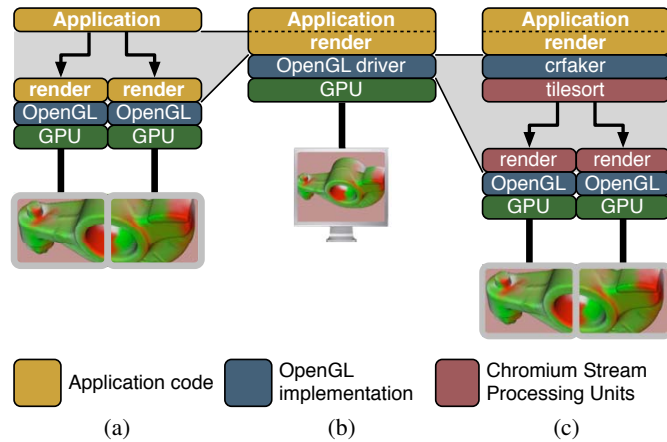 Application
render
render
OpenGL
OpenGL
GPU
GPU
Application
render
OpenGL driver
GPU
Application
render
crfaker
tilesort
render
render
OpenGL
OpenGL
GPU
GPU
Application code
OpenGL
implementation
Chromium Stream
Processing Units
(a)
(b)
(c)